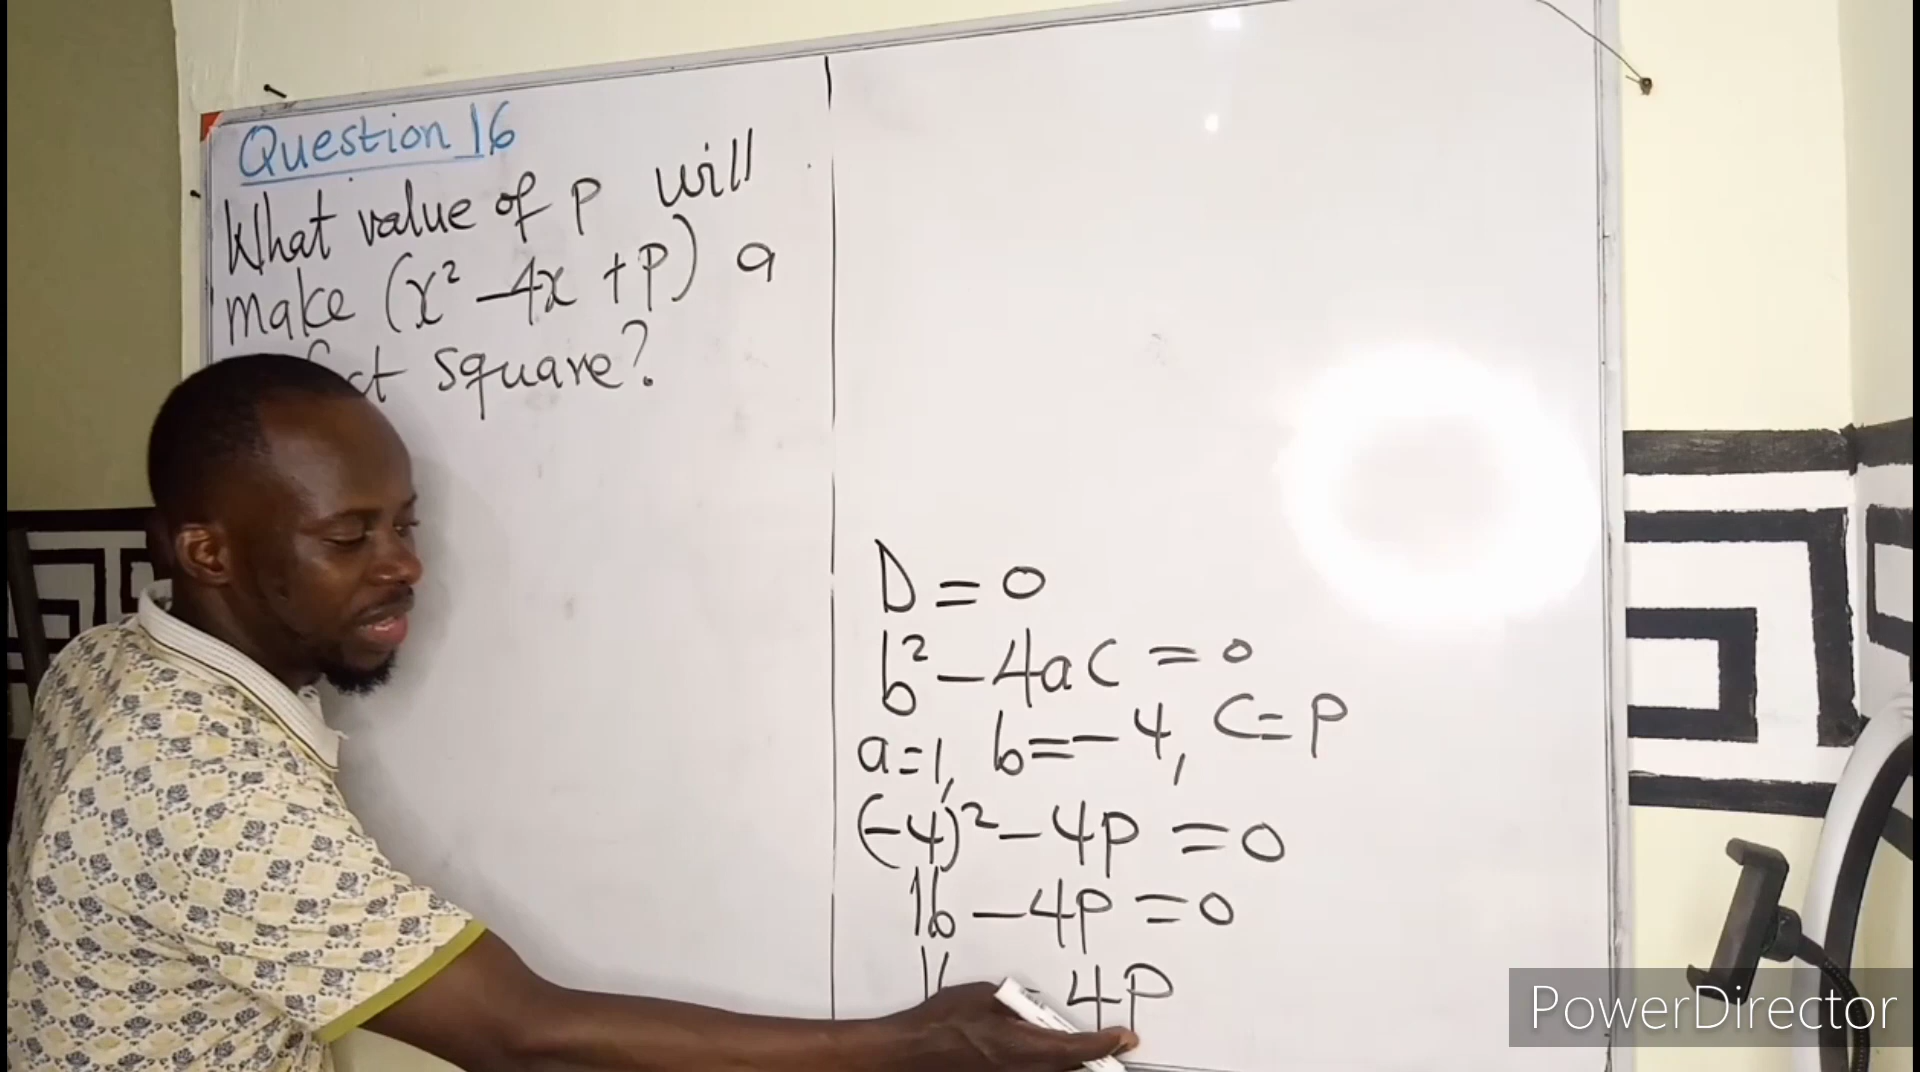 Question 16
What value of p will
make (x² - 4x + p) a
square?
D = 0
b² - 4ac = 0
a = 1, b = - 4, c = p
(-4)² - 4p = 0
16 - 4p = 0
4p
PowerDirector